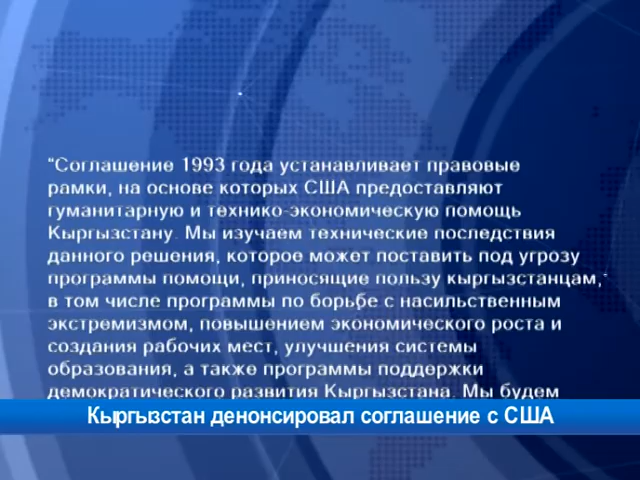 "Соглашение 1993 года устанавливает правовые
рамки, на основе которых США предоставляют
гуманитарную и технико-экономическую помощь
Кыргызстану. Мы изучаем технические последствия
данного решения, которое может поставить под угрозу
программы помощи, приносящие пользу кыргызстанцам,
в том числе программы по борьбе с насильственным
экстремизмом, повышением экономического роста и
создания рабочих мест, улучшения системы
образования, а также программы поддержки
демократического развития Кыргызстана. Мы будем
Кыргызстан денонсировал соглашение с США